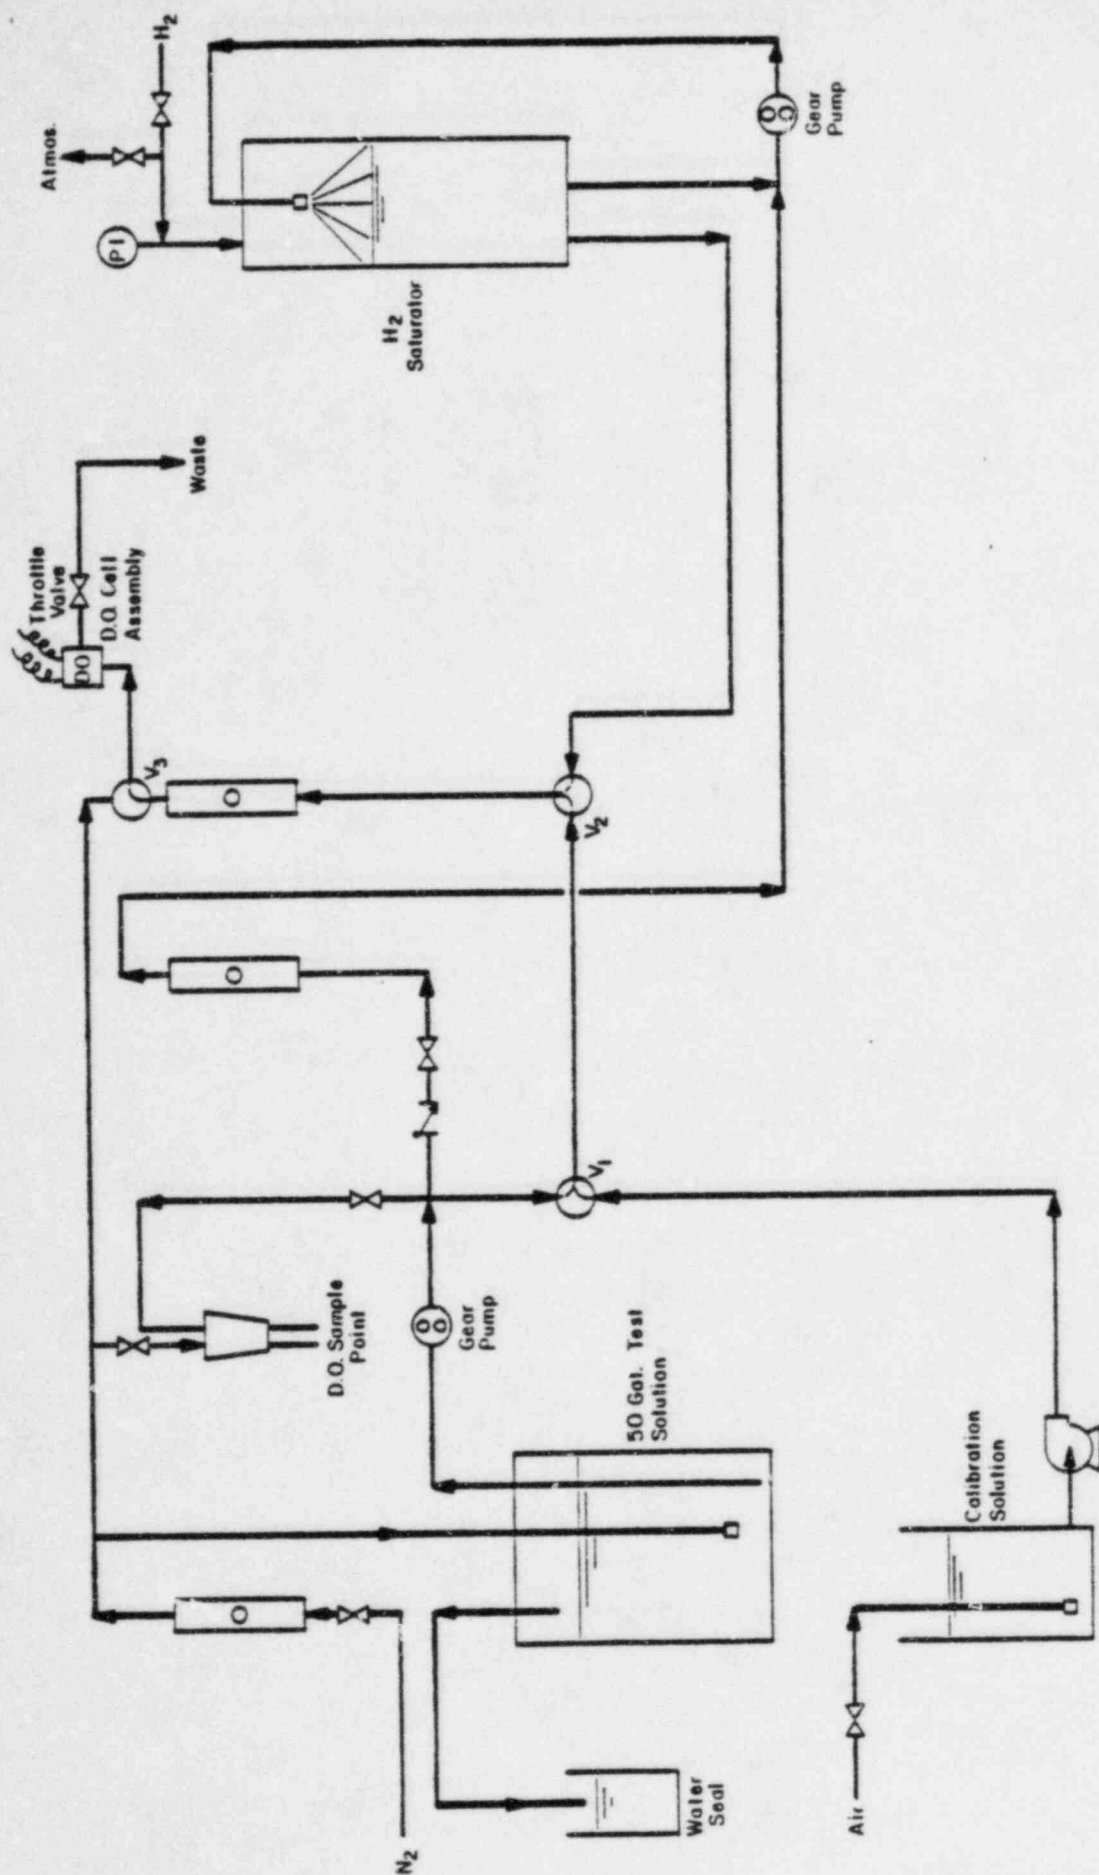 H2
Atmos.
PI
H2
Saturator
Gear
Pump
Waste
Throttle
Valve
D.O. Cell
Assembly
DO
V3
V2
V1
D.O. Sample
Point
Gear
Pump
50 Gal. Test
Solution
Calibration
Solution
N2
Water
Seal
Air